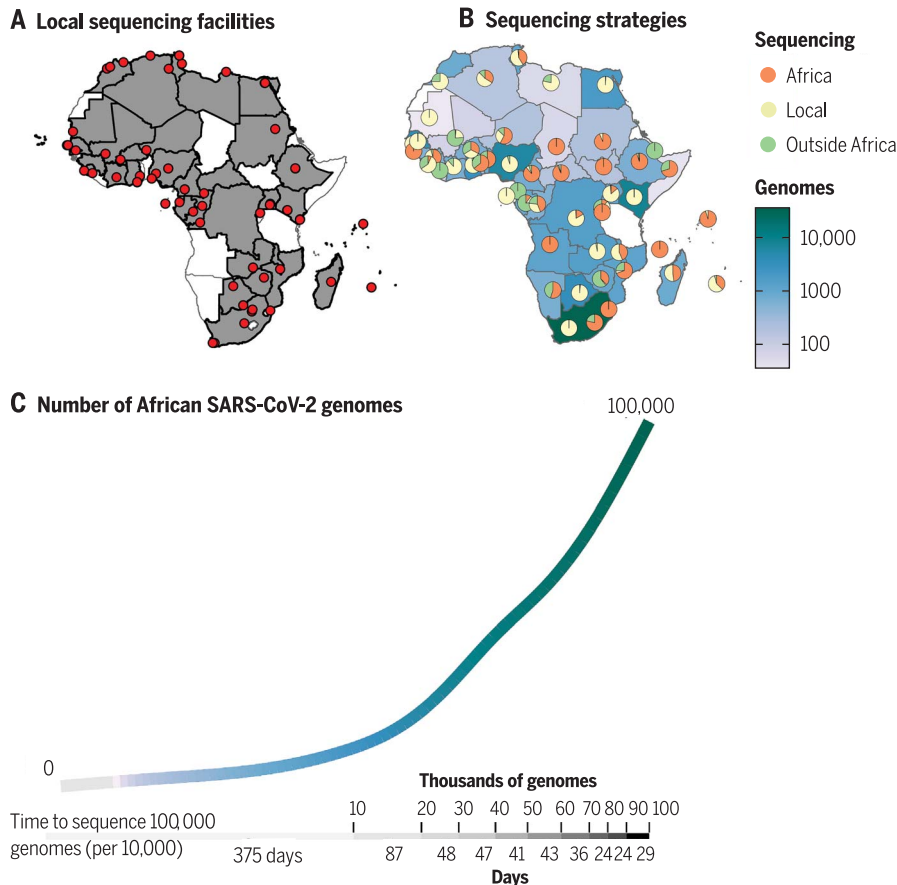 A Local sequencing facilities
B Sequencing strategies
Sequencing
Africa
Local
Outside Africa
Genomes
10,000
1000
100
C Number of African SARS-CoV-2 genomes
100,000
0
Thousands of genomes
10 20 30 40 50 60 70 80 90 100
Time to sequence 100,000
genomes (per 10,000)
375 days 87 48 47 41 43 36 24 24 29
Days